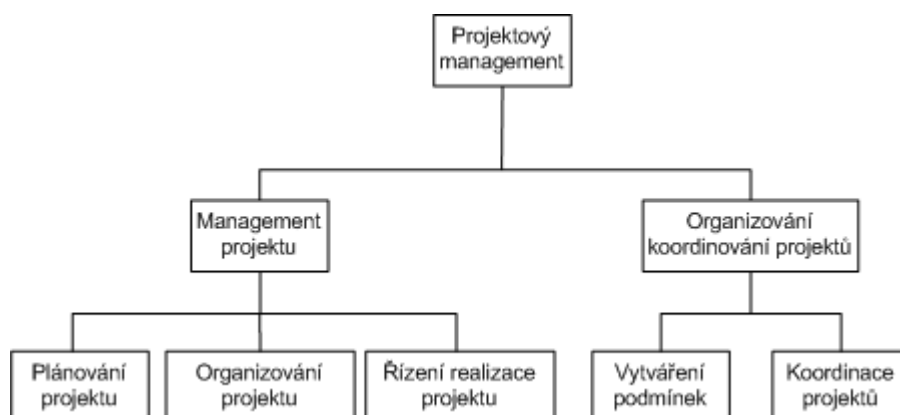 Projektový
management
Management
projektu
Organizování
koordinování projektů
Plánování
projektu
Organizování
projektu
Řízení realizace
projektu
Vytváření
podmínek
Koordinace
projektů